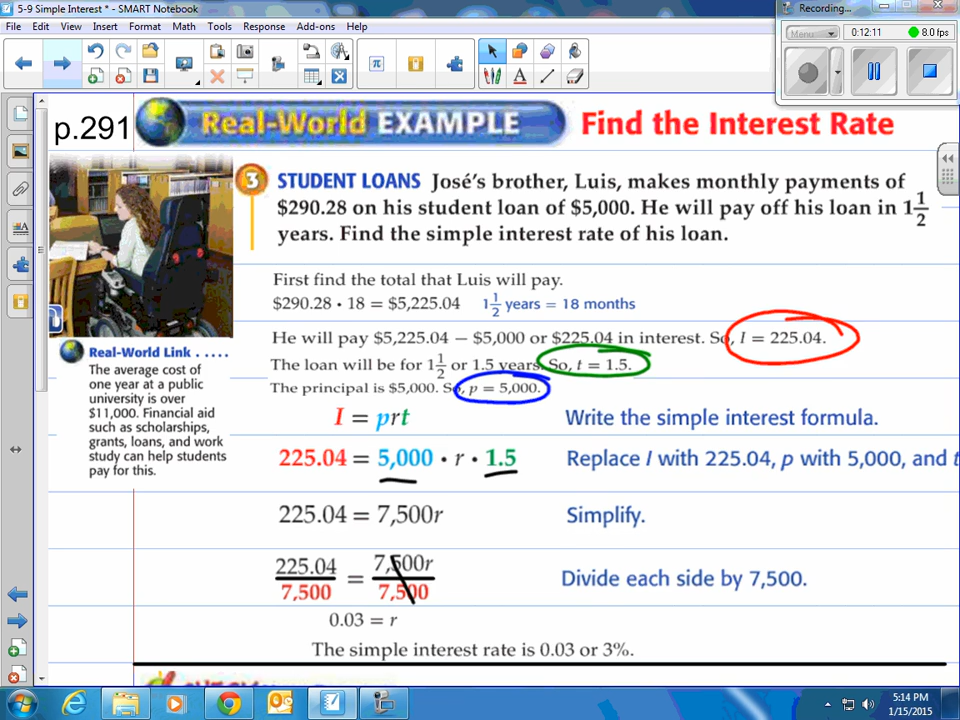 5-9 Simple Interest * - SMART Notebook
Recording...
File Edit View Insert Format Math Tools Response Add-ons Help
Menu 0:12:11 8.0 fps
p.291 Real-World EXAMPLE Find the Interest Rate
3 STUDENT LOANS José's brother, Luis, makes monthly payments of
$290.28 on his student loan of $5,000. He will pay off his loan in 1 1/2
years. Find the simple interest rate of his loan.
First find the total that Luis will pay.
$290.28 • 18 = $5,225.04 1 1/2 years = 18 months
He will pay $5,225.04 − $5,000 or $225.04 in interest. So, I = 225.04.
The loan will be for 1 1/2 or 1.5 years. So, t = 1.5.
The principal is $5,000. So, p = 5,000.
Real-World Link . . . . .
The average cost of
one year at a public
university is over
$11,000. Financial aid
such as scholarships,
grants, loans, and work
study can help students
pay for this.
I = prt Write the simple interest formula.
225.04 = 5,000 • r • 1.5 Replace I with 225.04, p with 5,000, and t
225.04 = 7,500r Simplify.
225.04/7,500 = 7,500r/7,500 Divide each side by 7,500.
0.03 = r
The simple interest rate is 0.03 or 3%.
5:14 PM
1/15/2015